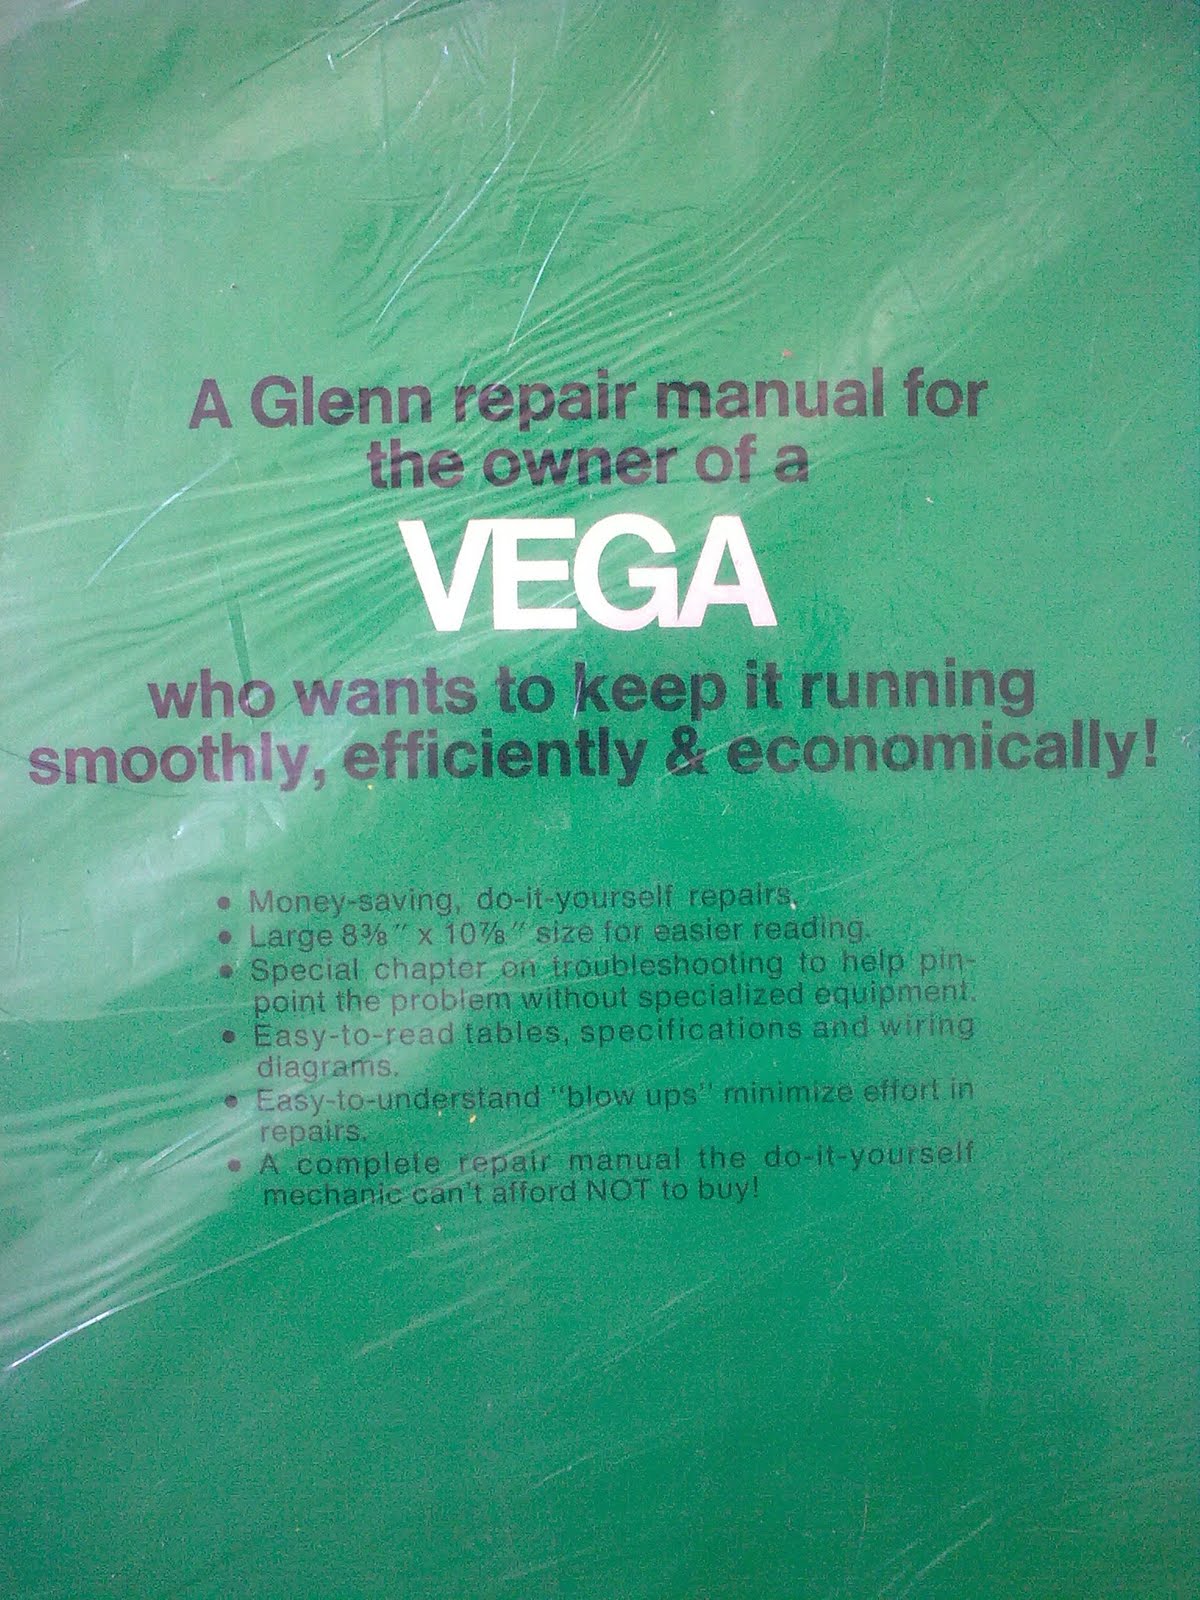 A Glenn repair manual for
the owner of a
VEGA
who wants to keep it running
smoothly, efficiently & economically!
• Money-saving, do-it-yourself repairs.
• Large 8⅜" x 10⅞" size for easier reading.
• Special chapter on troubleshooting to help pin-
point the problem without specialized equipment.
• Easy-to-read tables, specifications and wiring
diagrams.
• Easy-to-understand "blow ups" minimize effort in
repairs.
• A complete repair manual the do-it-yourself
mechanic can't afford NOT to buy!